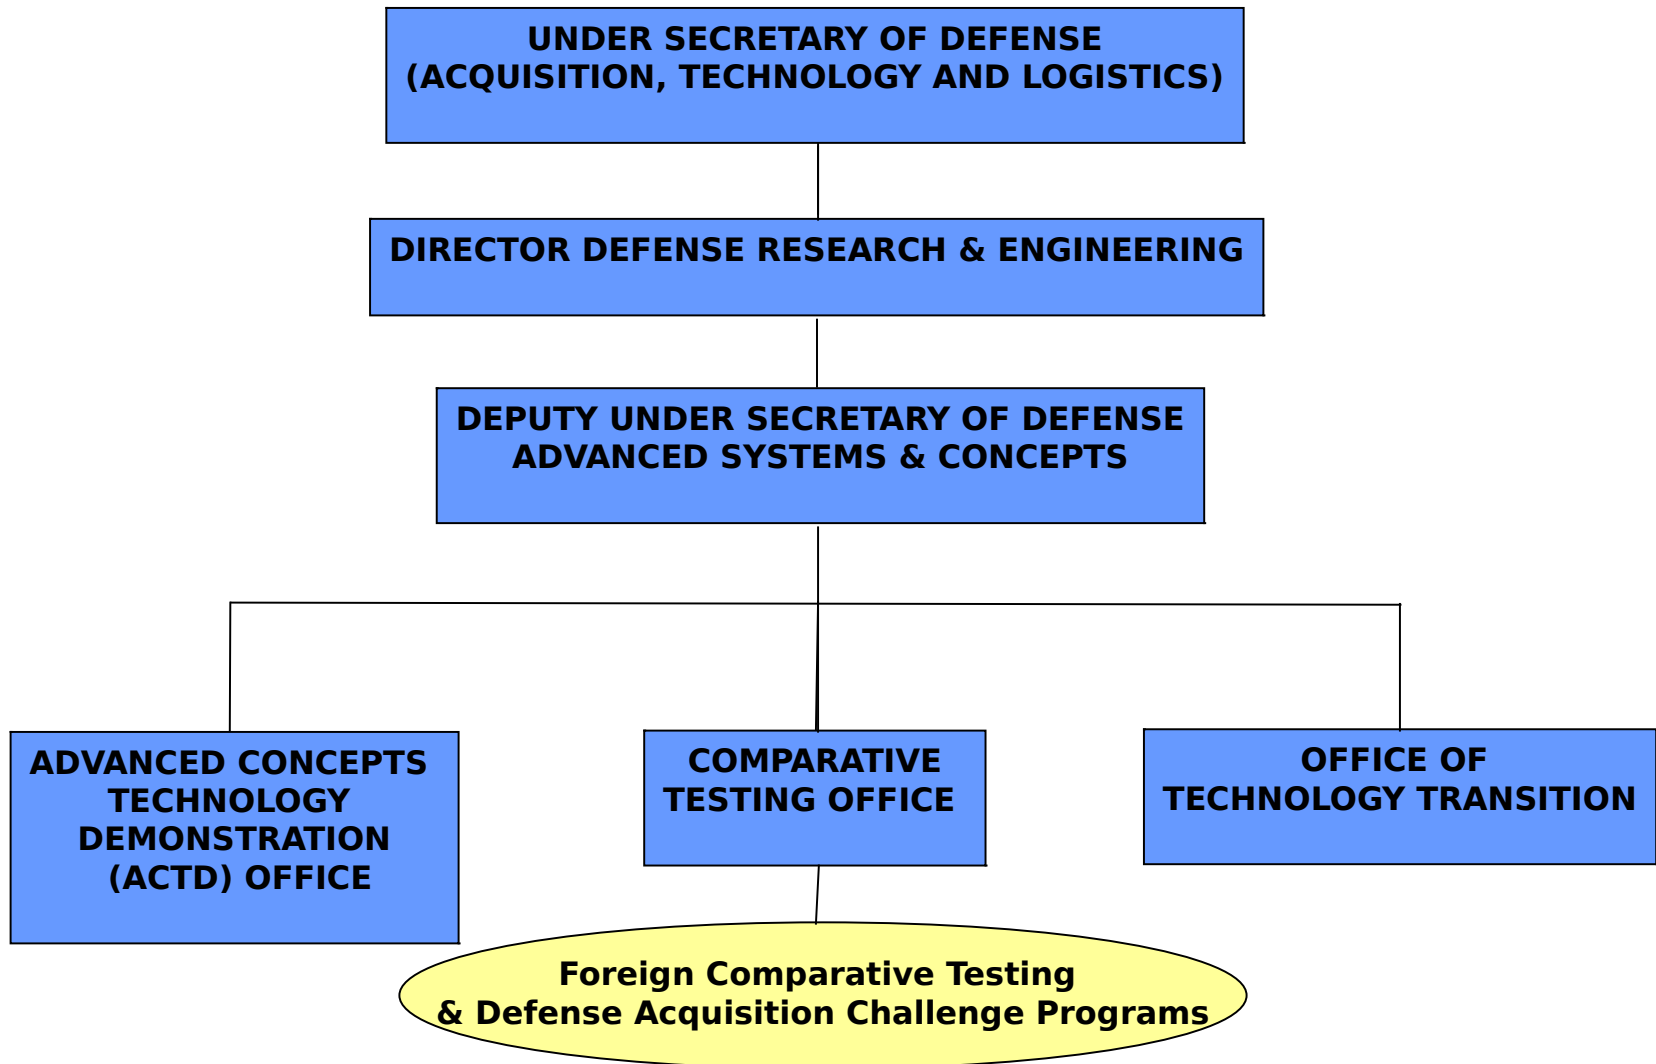 UNDER SECRETARY OF DEFENSE
(ACQUISITION, TECHNOLOGY AND LOGISTICS)
DIRECTOR DEFENSE RESEARCH & ENGINEERING
DEPUTY UNDER SECRETARY OF DEFENSE
ADVANCED SYSTEMS & CONCEPTS
ADVANCED CONCEPTS
TECHNOLOGY
DEMONSTRATION
(ACTD) OFFICE
COMPARATIVE
TESTING OFFICE
OFFICE OF
TECHNOLOGY TRANSITION
Foreign Comparative Testing
& Defense Acquisition Challenge Programs